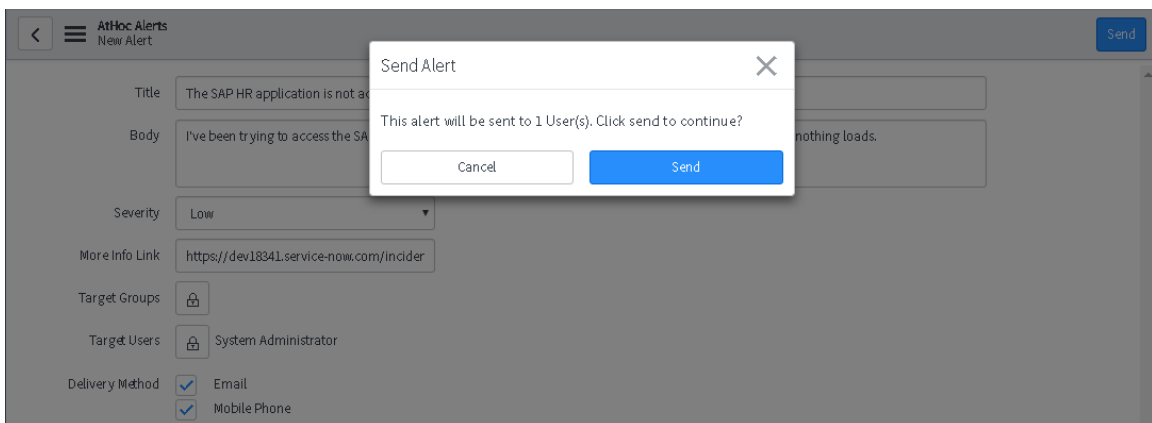 AtHoc Alerts
New Alert
Send
Send Alert
This alert will be sent to 1 User(s). Click send to continue?
Cancel
Send
Title
The SAP HR application is not
Body
I've been trying to access the SA
nothing loads.
Severity
Low
More Info Link
https://dev18341.service-now.com/incider
Target Groups
Target Users
System Administrator
Delivery Method
Email
Mobile Phone